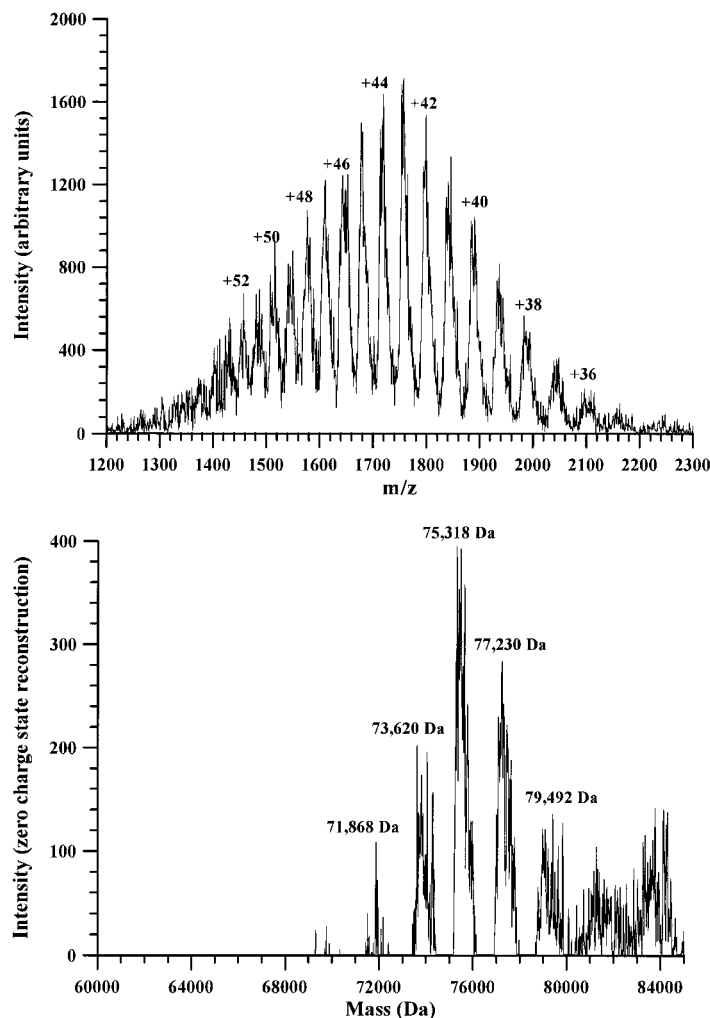 2000
1600
1200
800
400
0
Intensity (arbitrary units)
+52
+50
+48
+46
+44
+42
+40
+38
+36
1200 1300 1400 1500 1600 1700 1800 1900 2000 2100 2200 2300
m/z
400
300
200
100
0
Intensity (zero charge state reconstruction)
71,868 Da
73,620 Da
75,318 Da
77,230 Da
79,492 Da
60000 64000 68000 72000 76000 80000 84000
Mass (Da)